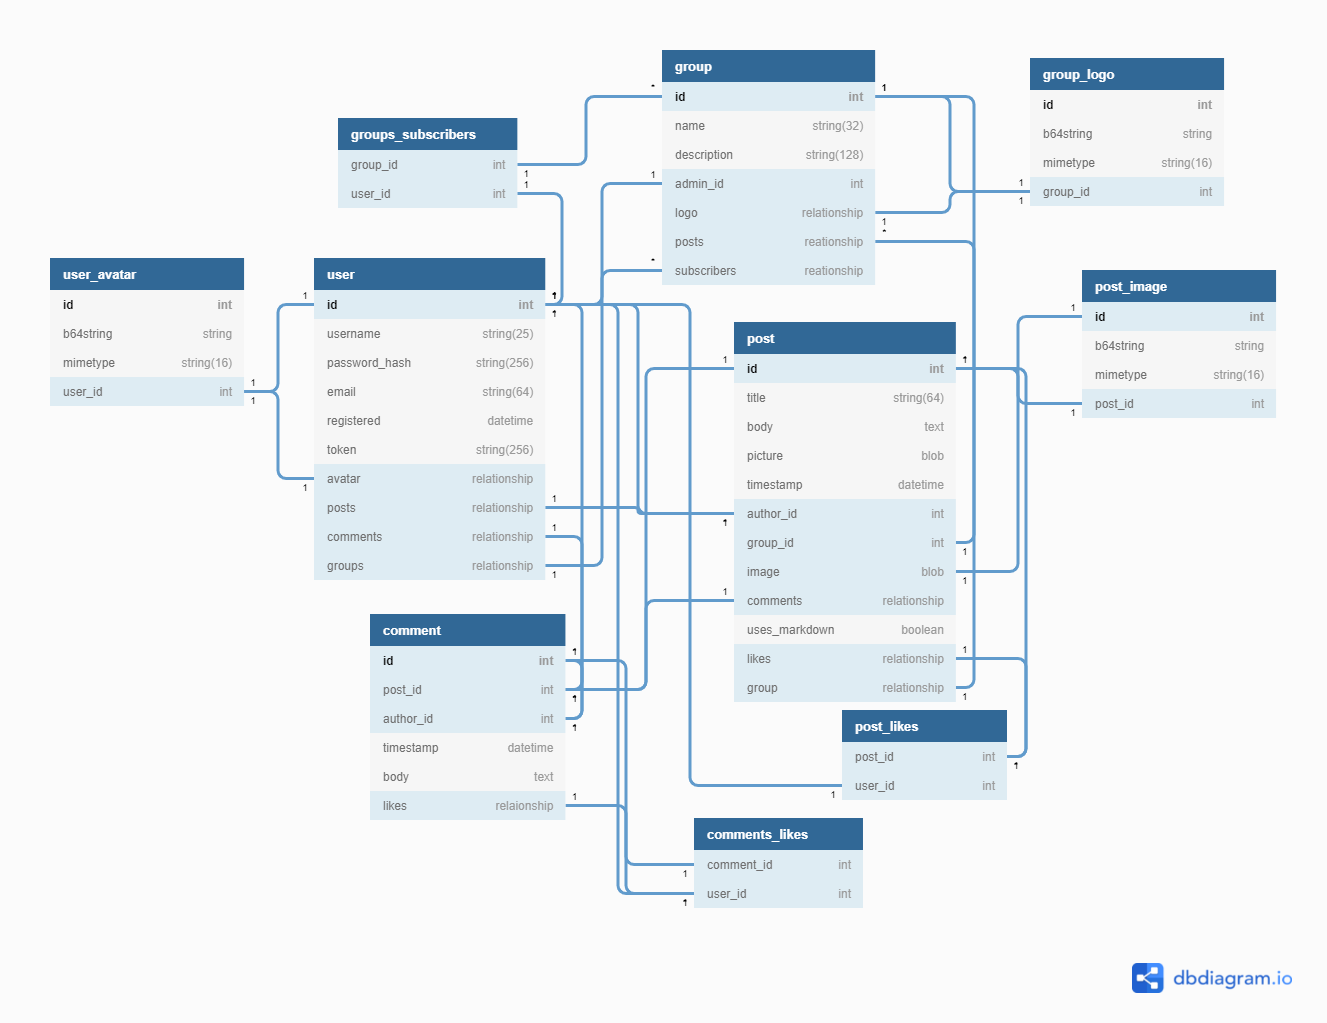 group
id int
name string(32)
description string(128)
admin_id int
logo relationship
posts reationship
subscribers reationship
group_logo
id int
b64string string
mimetype string(16)
group_id int
groups_subscribers
group_id int
user_id int
user_avatar
id int
b64string string
mimetype string(16)
user_id int
user
id int
username string(25)
password_hash string(256)
email string(64)
registered datetime
token string(256)
avatar relationship
posts relationship
comments relationship
groups relationship
post_image
id int
b64string string
mimetype string(16)
post_id int
post
id int
title string(64)
body text
picture blob
timestamp datetime
author_id int
group_id int
image blob
comments relationship
uses_markdown boolean
likes relationship
group relationship
comment
id int
post_id int
author_id int
timestamp datetime
body text
likes relaionship
post_likes
post_id int
user_id int
comments_likes
comment_id int
user_id int
dbdiagram.io